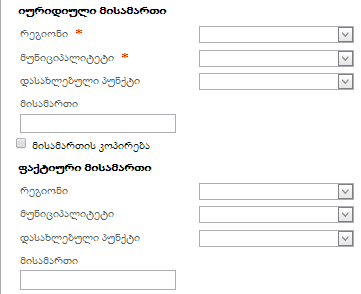 იურიდიული მისამართი
რეგიონი *
მუნიციპალიტეტი *
დასახლებული პუნქტი
მისამართი
მისამართის კოპირება
ფაქტიური მისამართი
რეგიონი
მუნიციპალიტეტი
დასახლებული პუნქტი
მისამართი